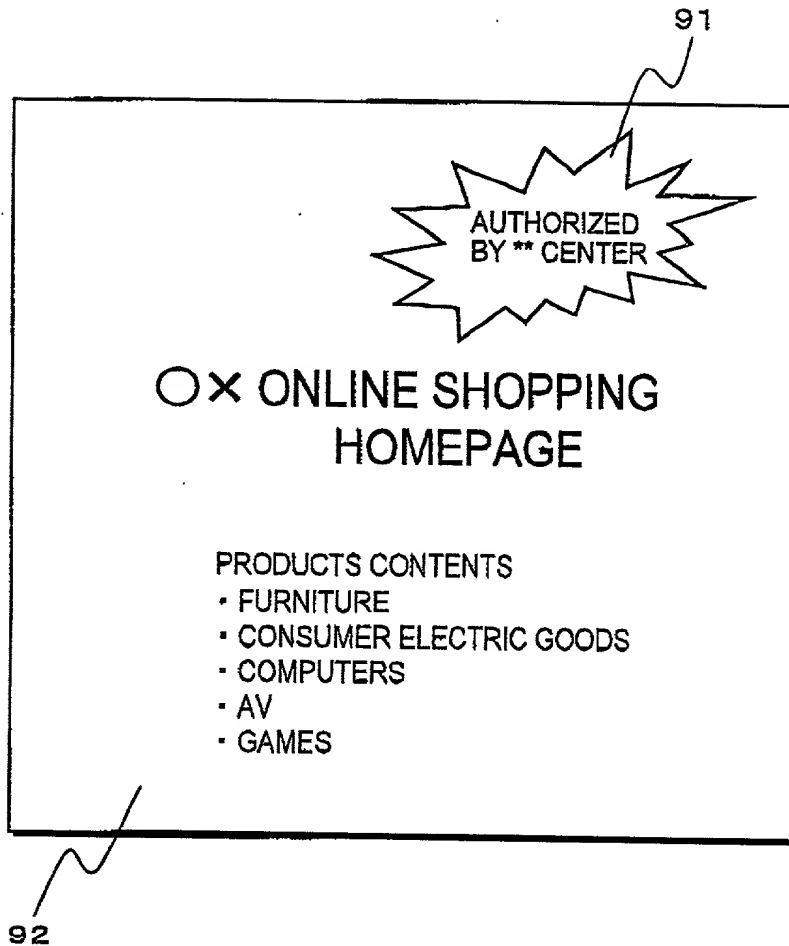 91
AUTHORIZED
BY ** CENTER
○× ONLINE SHOPPING
HOMEPAGE
PRODUCTS CONTENTS
・FURNITURE
・CONSUMER ELECTRIC GOODS
・COMPUTERS
・AV
・GAMES
92